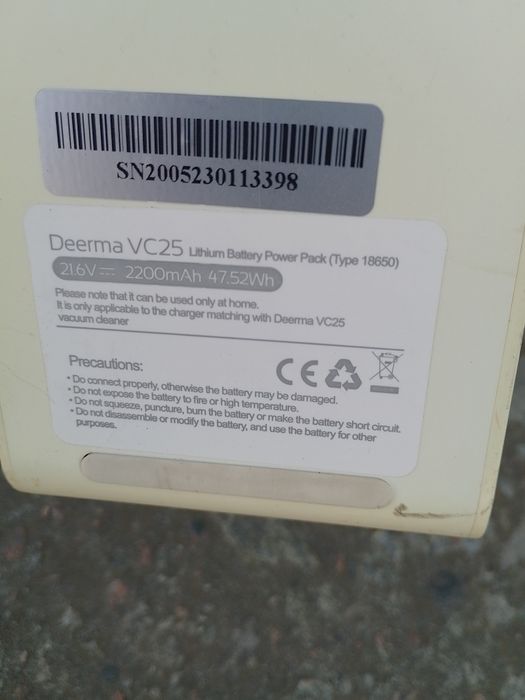 SN2005230113398
Deerma VC25 Lithium Battery Power Pack (Type 18650)
21.6V⎓ 2200mAh 47.52Wh
Please note that it can be used only at home.
It is only applicable to the charger matching with Deerma VC25
vacuum cleaner
Precautions:
CE
• Do connect properly, otherwise the battery may be damaged.
• Do not expose the battery to fire or high temperature.
• Do not squeeze, puncture, burn the battery or make the battery short circuit.
• Do not disassemble or modify the battery, and use the battery for other
purposes.